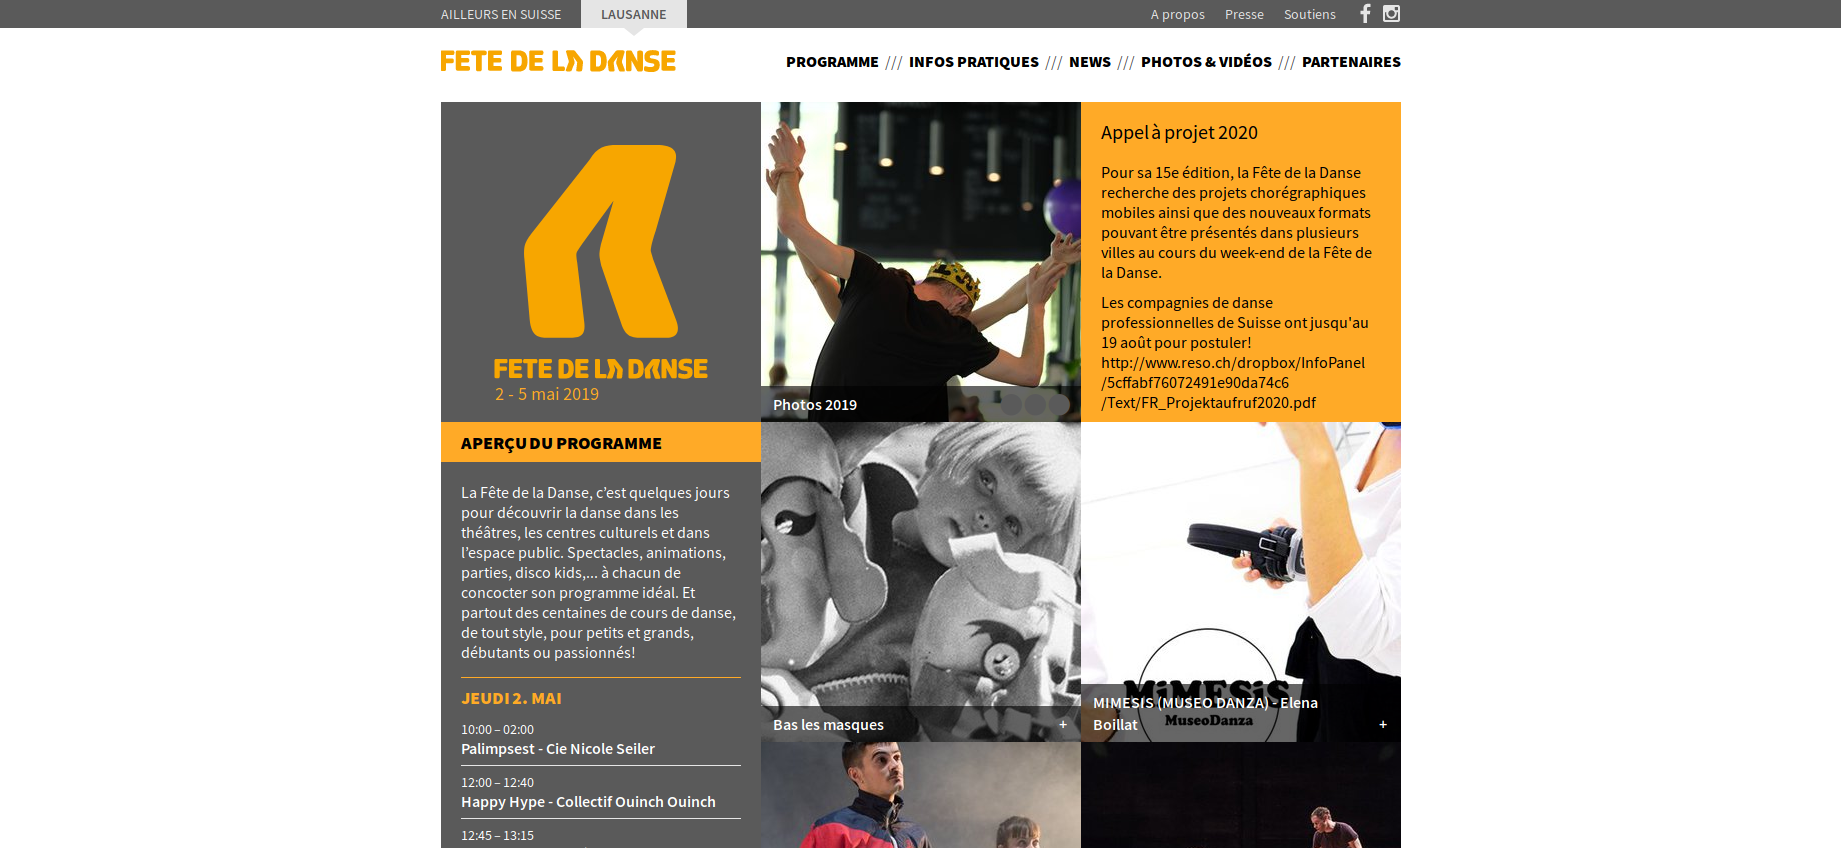 AILLEURS EN SUISSE
LAUSANNE
A propos
Presse
Soutiens
FETE DE LA DANSE
PROGRAMME /// INFOS PRATIQUES /// NEWS /// PHOTOS & VIDÉOS /// PARTENAIRES
FETE DE LA DANSE
2 - 5 mai 2019
Photos 2019
Appel à projet 2020
Pour sa 15e édition, la Fête de la Danse
recherche des projets chorégraphiques
mobiles ainsi que des nouveaux formats
pouvant être présentés dans plusieurs
villes au cours du week-end de la Fête de
la Danse.
Les compagnies de danse
professionnelles de Suisse ont jusqu'au
19 août pour postuler!
http://www.reso.ch/dropbox/InfoPanel
/5cffabf76072491e90da74c6
/Text/FR_Projektaufruf2020.pdf
APERÇU DU PROGRAMME
La Fête de la Danse, c’est quelques jours
pour découvrir la danse dans les
théâtres, les centres culturels et dans
l’espace public. Spectacles, animations,
parties, disco kids,... à chacun de
concocter son programme idéal. Et
partout des centaines de cours de danse,
de tout style, pour petits et grands,
débutants ou passionnés!
JEUDI 2. MAI
10:00 – 02:00
Palimpsest - Cie Nicole Seiler
12:00 – 12:40
Happy Hype - Collectif Ouinch Ouinch
12:45 – 13:15
Bas les masques +
MiMESiS
MuseoDanza
MIMESIS (MUSEO DANZA) - Elena
Boillat +